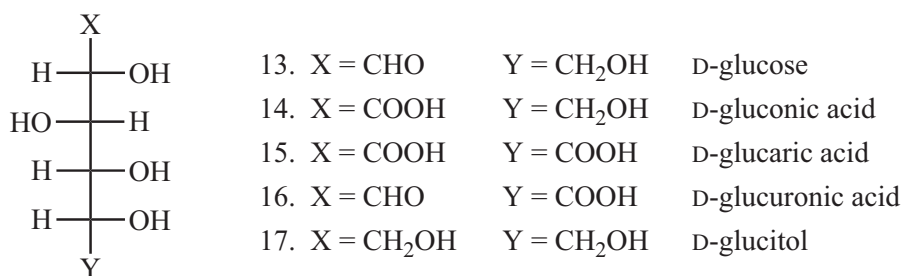 X
H OH
HO H
H OH
H OH
Y
13. X = CHO Y = CH₂OH D-glucose
14. X = COOH Y = CH₂OH D-gluconic acid
15. X = COOH Y = COOH D-glucaric acid
16. X = CHO Y = COOH D-glucuronic acid
17. X = CH₂OH Y = CH₂OH D-glucitol